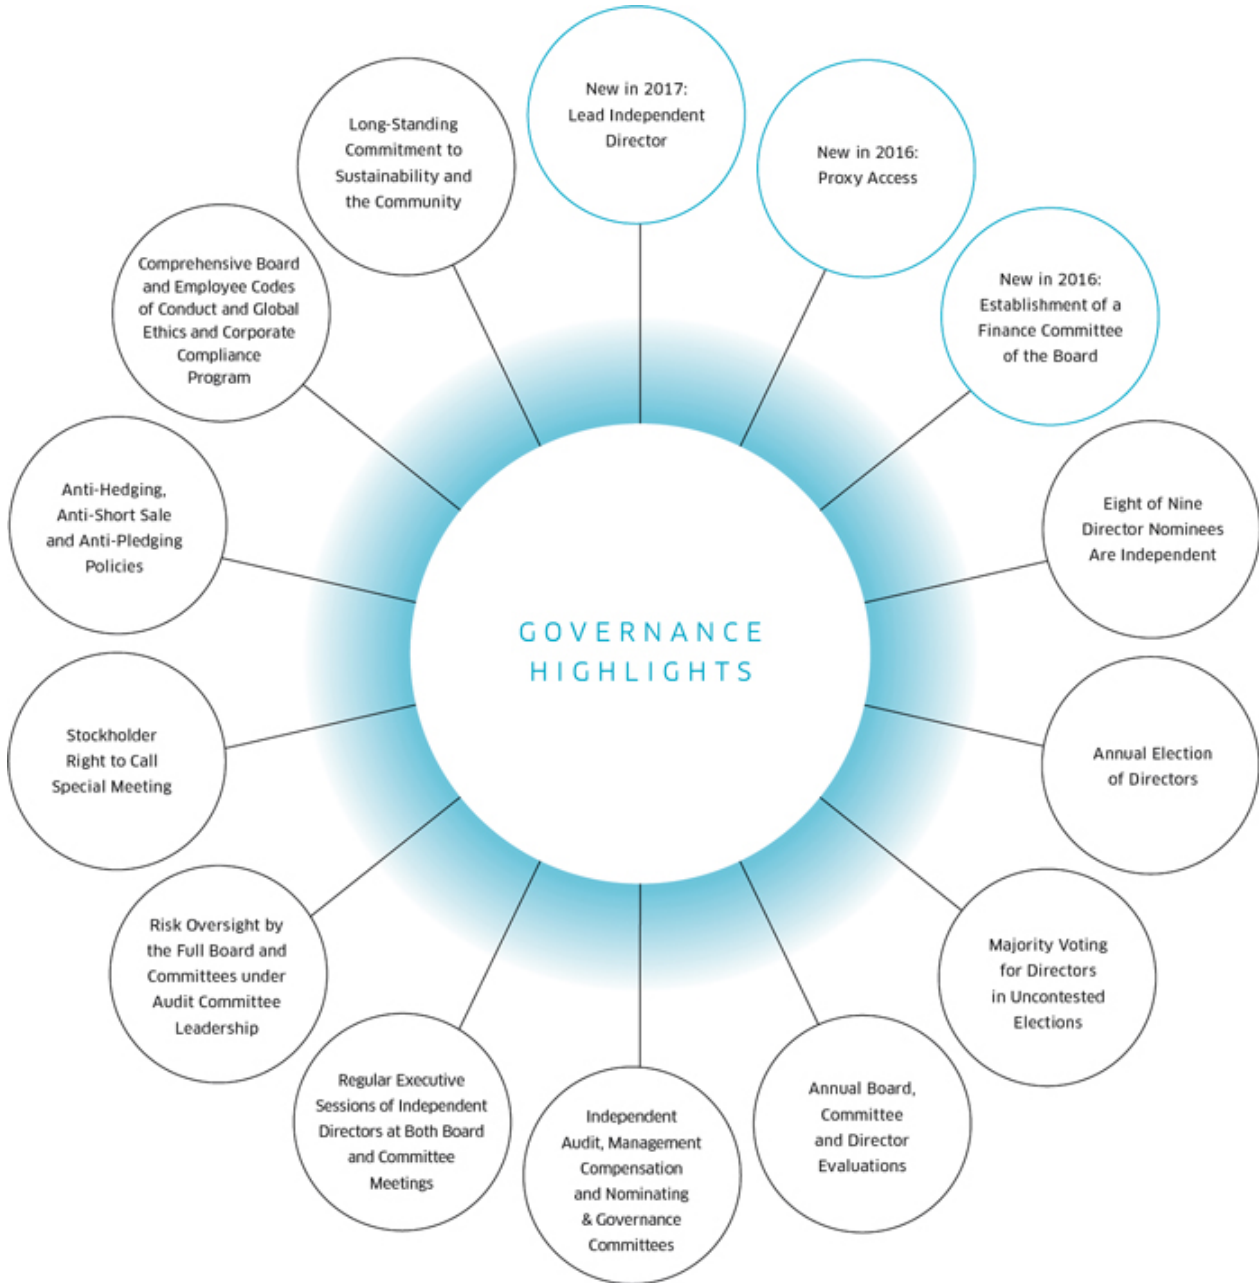 GOVERNANCE
HIGHLIGHTS
New in 2017:
Lead Independent
Director
New in 2016:
Proxy Access
New in 2016:
Establishment of a
Finance Committee
of the Board
Eight of Nine
Director Nominees
Are Independent
Annual Election
of Directors
Majority Voting
for Directors
in Uncontested
Elections
Annual Board,
Committee
and Director
Evaluations
Independent
Audit, Management
Compensation
and Nominating
& Governance
Committees
Regular Executive
Sessions of Independent
Directors at Both Board
and Committee
Meetings
Risk Oversight by
the Full Board and
Committees under
Audit Committee
Leadership
Stockholder
Right to Call
Special Meeting
Anti-Hedging,
Anti-Short Sale
and Anti-Pledging
Policies
Comprehensive Board
and Employee Codes
of Conduct and Global
Ethics and Corporate
Compliance
Program
Long-Standing
Commitment to
Sustainability and
the Community